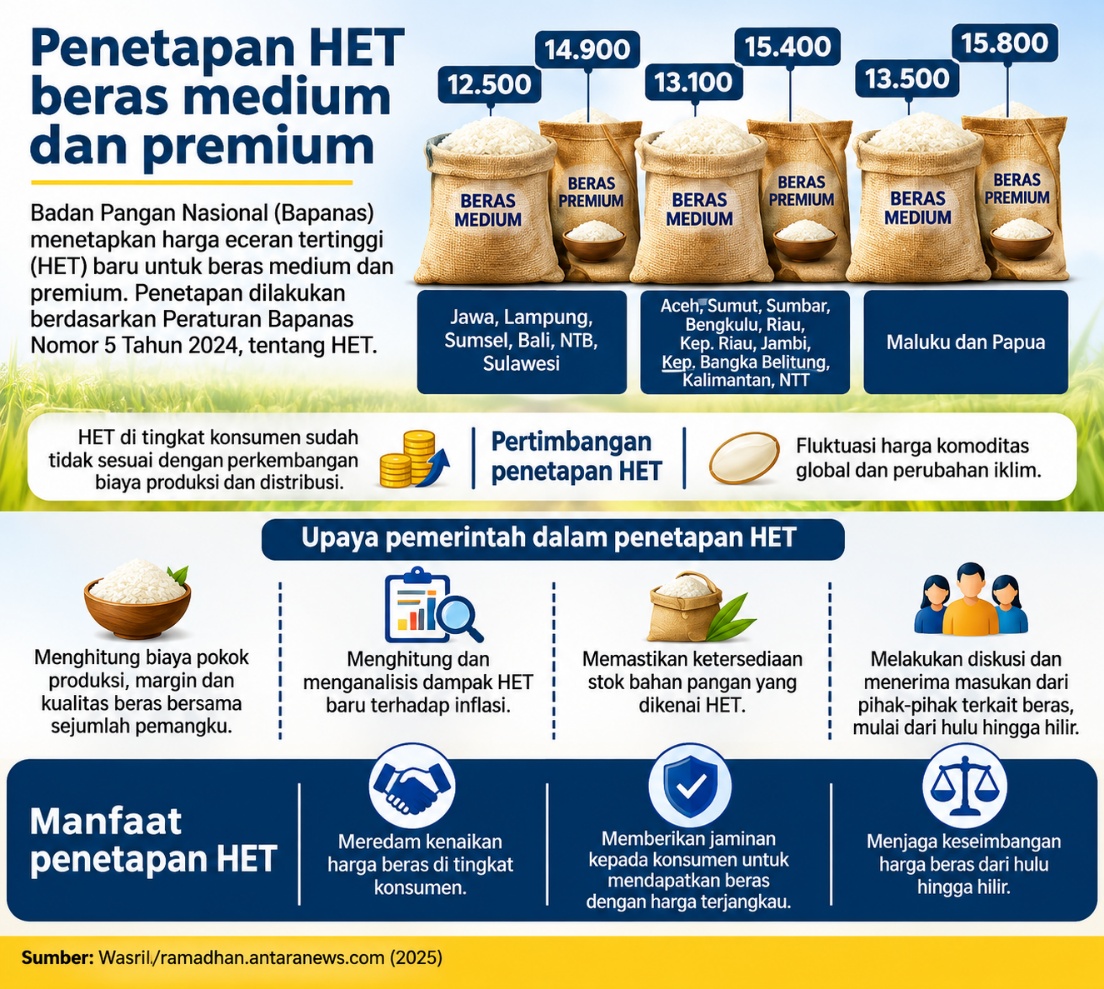 Penetapan HET
beras medium
dan premium
Badan Pangan Nasional (Bapanas)
menetapkan harga eceran tertinggi
(HET) baru untuk beras medium dan
premium. Penetapan dilakukan
berdasarkan Peraturan Bapanas
Nomor 5 Tahun 2024, tentang HET.
12.500
14.900
13.100
15.400
13.500
15.800
BERAS
MEDIUM
BERAS
PREMIUM
BERAS
MEDIUM
BERAS
PREMIUM
BERAS
MEDIUM
BERAS
PREMIUM
Jawa, Lampung,
Sumsel, Bali, NTB,
Sulawesi
Aceh, Sumut, Sumbar,
Bengkulu, Riau,
Kep. Riau, Jambi,
Kep. Bangka Belitung,
Kalimantan, NTT
Maluku dan Papua
HET di tingkat konsumen sudah
tidak sesuai dengan perkembangan
biaya produksi dan distribusi.
Pertimbangan
penetapan HET
Fluktuasi harga komoditas
global dan perubahan iklim.
Upaya pemerintah dalam penetapan HET
Menghitung biaya pokok
produksi, margin dan
kualitas beras bersama
sejumlah pemangku.
Menghitung dan
menganalisis dampak HET
baru terhadap inflasi.
Memastikan ketersediaan
stok bahan pangan yang
dikenai HET.
Melakukan diskusi dan
menerima masukan dari
pihak-pihak terkait beras,
mulai dari hulu hingga hilir.
Manfaat
penetapan HET
Meredam kenaikan
harga beras di tingkat
konsumen.
Memberikan jaminan
kepada konsumen untuk
mendapatkan beras
dengan harga terjangkau.
Menjaga keseimbangan
harga beras dari hulu
hingga hilir.
Sumber: Wasril./ramadhan.antaranews.com (2025)